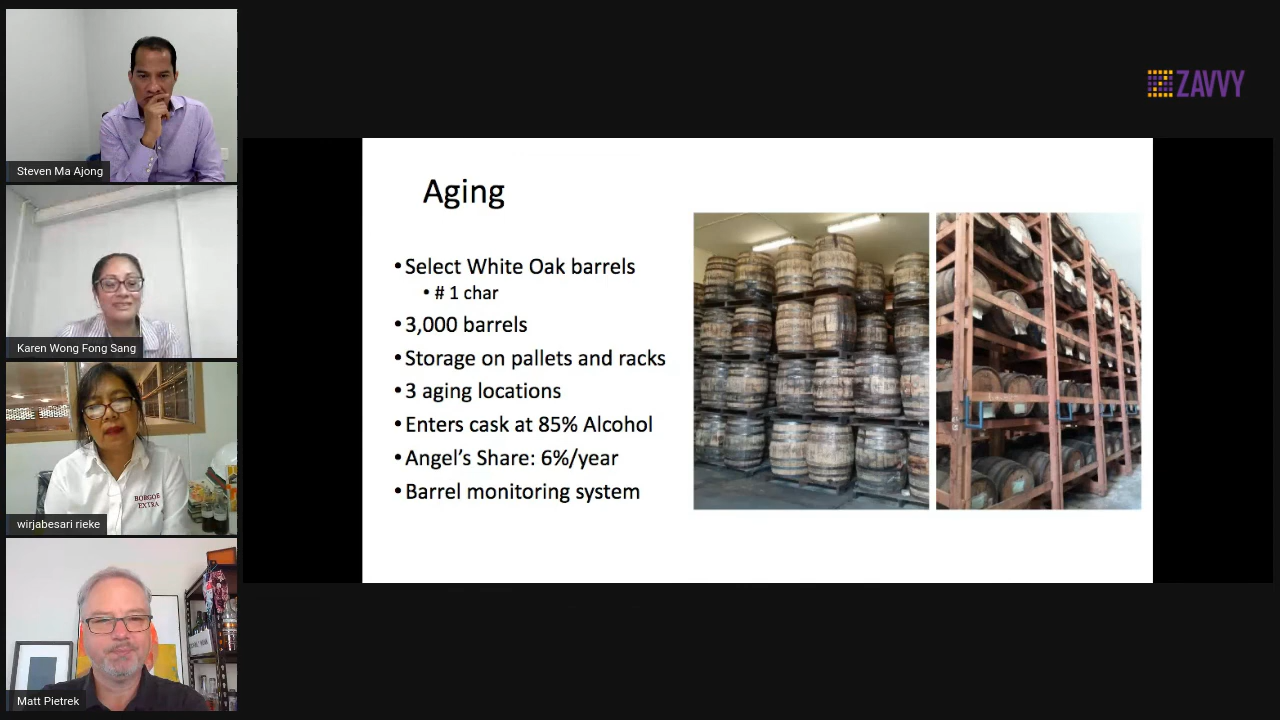 ZAVVY
Steven Ma Ajong
Karen Wong Fong Sang
BORGOE
EXTRA
wirjabesari rieke
Matt Pietrek
Aging
•Select White Oak barrels
• # 1 char
•3,000 barrels
•Storage on pallets and racks
•3 aging locations
•Enters cask at 85% Alcohol
•Angel’s Share: 6%/year
•Barrel monitoring system